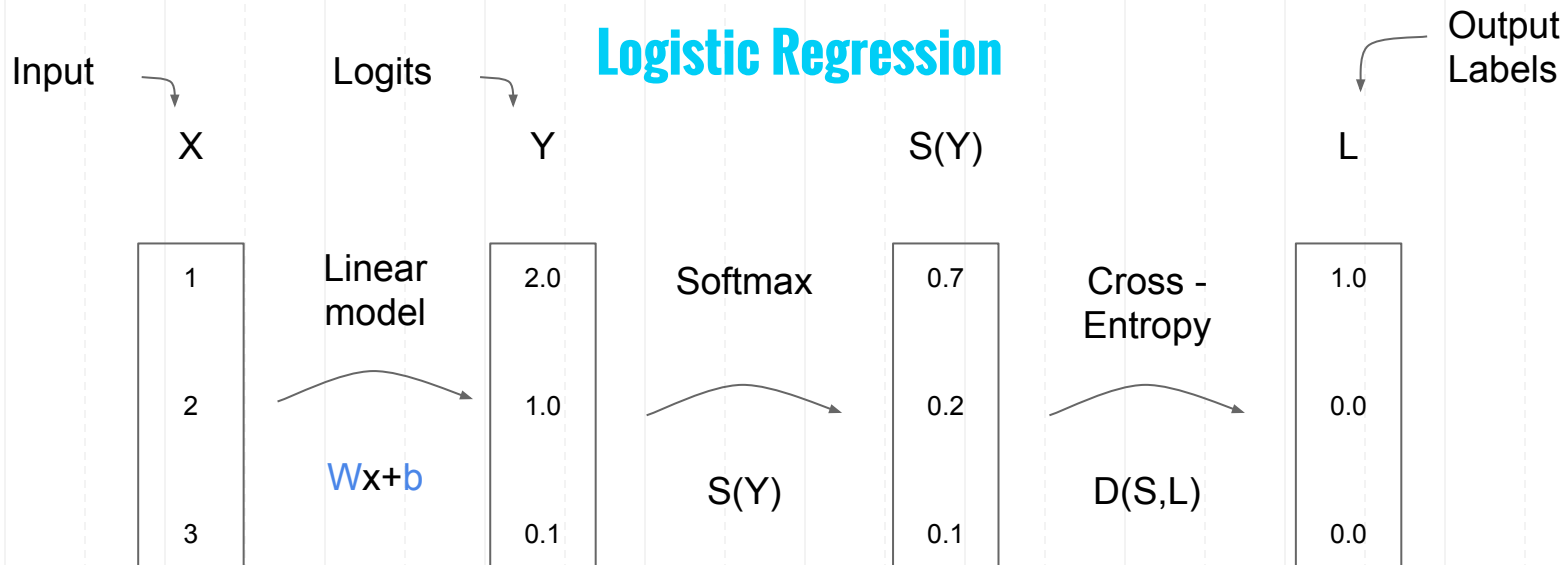 Logistic Regression
Input
Logits
Output
Labels
X
Y
S(Y)
L
1
2
3
Linear
model
Wx+b
2.0
1.0
0.1
Softmax
S(Y)
0.7
0.2
0.1
Cross -
Entropy
D(S,L)
1.0
0.0
0.0